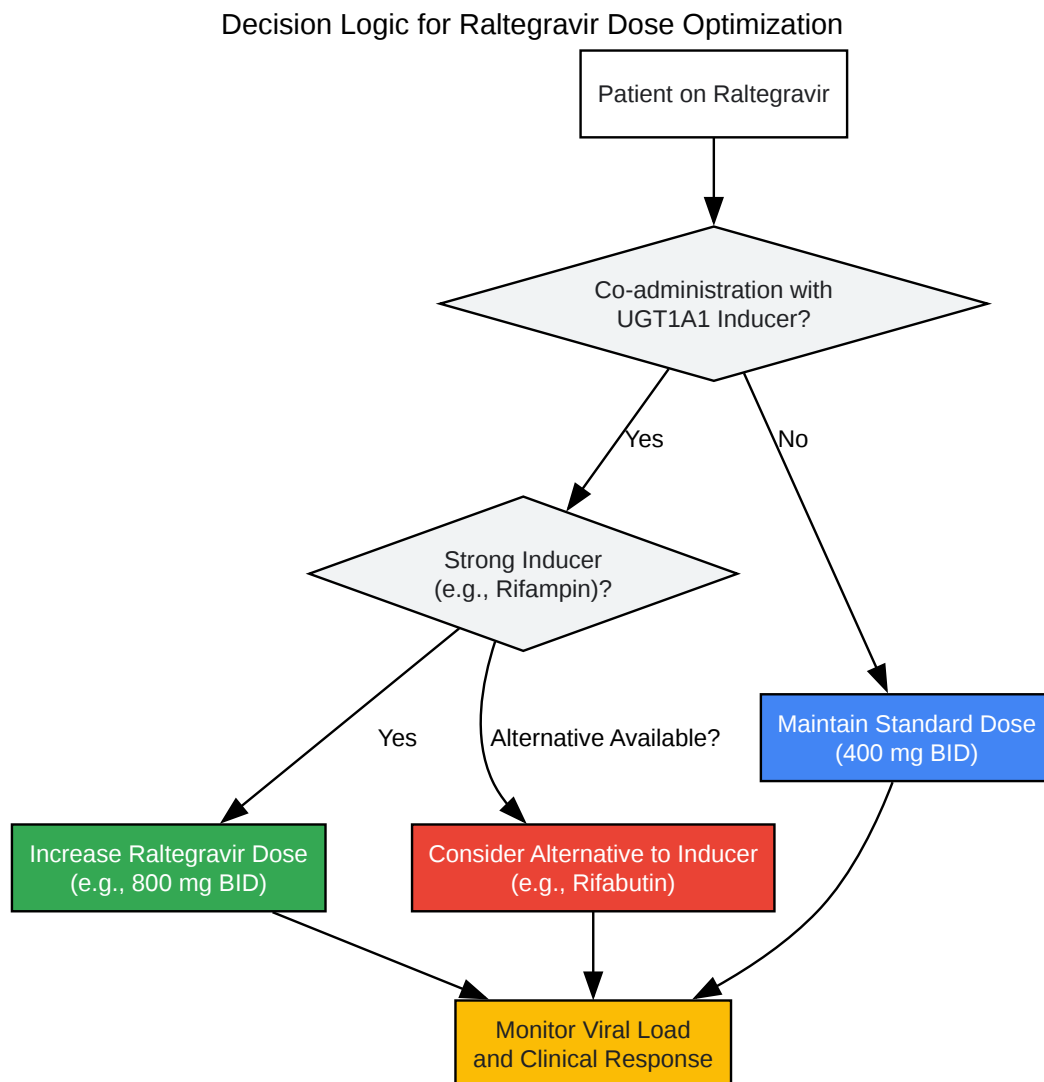 Decision Logic for Raltegravir Dose Optimization
Patient on Raltegravir
Co-administration with
UGT1A1 Inducer?
Yes
No
Strong Inducer
(e.g., Rifampin)?
Yes
Alternative Available?
Maintain Standard Dose
(400 mg BID)
Increase Raltegravir Dose
(e.g., 800 mg BID)
Consider Alternative to Inducer
(e.g., Rifabutin)
Monitor Viral Load
and Clinical Response